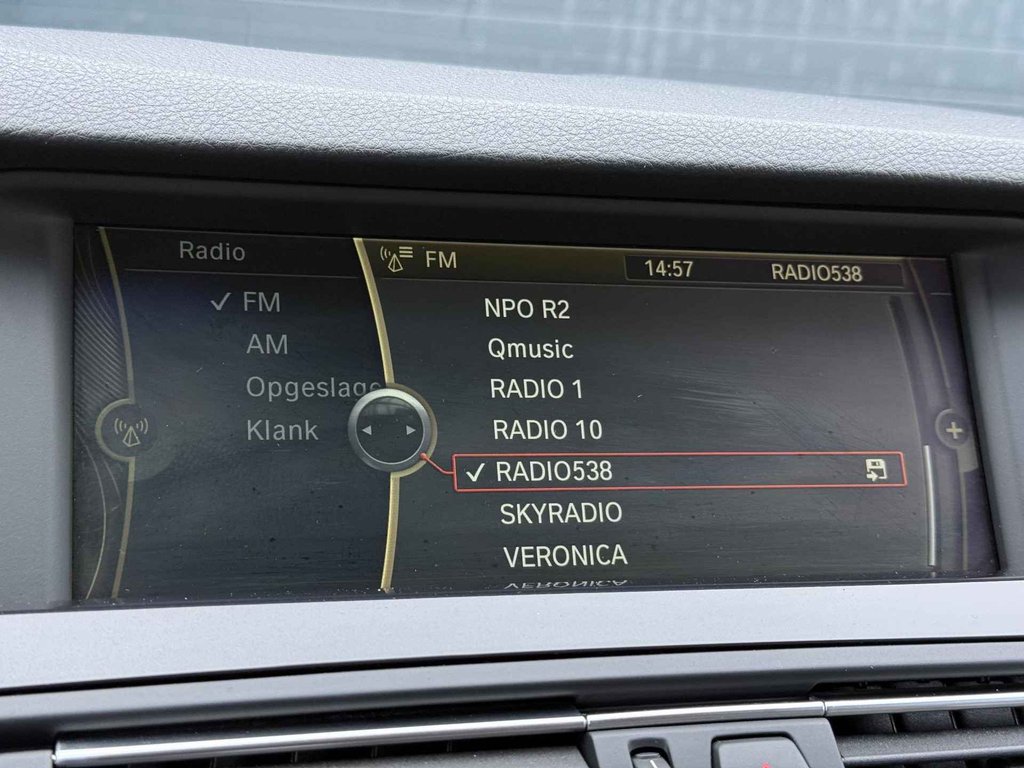 Radio
FM
AM
Opgeslage
Klank
FM
14:57 RADIO538
NPO R2
Qmusic
RADIO 1
RADIO 10
RADIO538
SKYRADIO
VERONICA